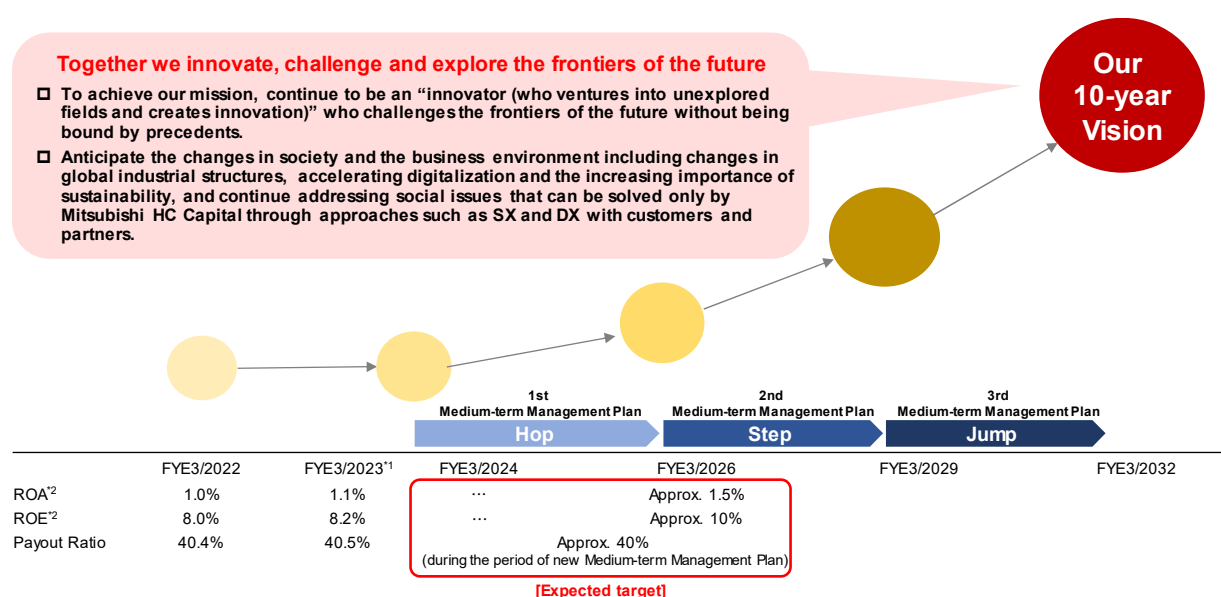 Together we innovate, challenge and explore the frontiers of the future
To achieve our mission, continue to be an “innovator (who ventures into unexplored
fields and creates innovation)” who challenges the frontiers of the future without being
bound by precedents.
Anticipate the changes in society and the business environment including changes in
global industrial structures, accelerating digitalization and the increasing importance of
sustainability, and continue addressing social issues that can be solved only by
Mitsubishi HC Capital through approaches such as SX and DX with customers and
partners.
Our
10-year
Vision
1st
Medium-term Management Plan
Hop
2nd
Medium-term Management Plan
Step
3rd
Medium-term Management Plan
Jump
FYE3/2022 FYE3/2023*1 FYE3/2024 FYE3/2026 FYE3/2029 FYE3/2032
ROA*2 1.0% 1.1% … Approx. 1.5%
ROE*2 8.0% 8.2% … Approx. 10%
Payout Ratio 40.4% 40.5% Approx. 40%
(during the period of new Medium-term Management Plan)
[Expected target]